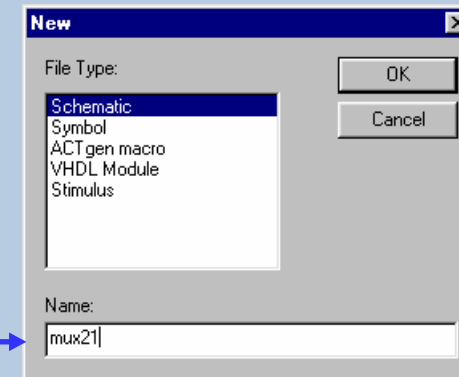 New
File Type:
OK
Schematic
Symbol
ACTgen macro
VHDL Module
Stimulus
Cancel
Name:
mux21